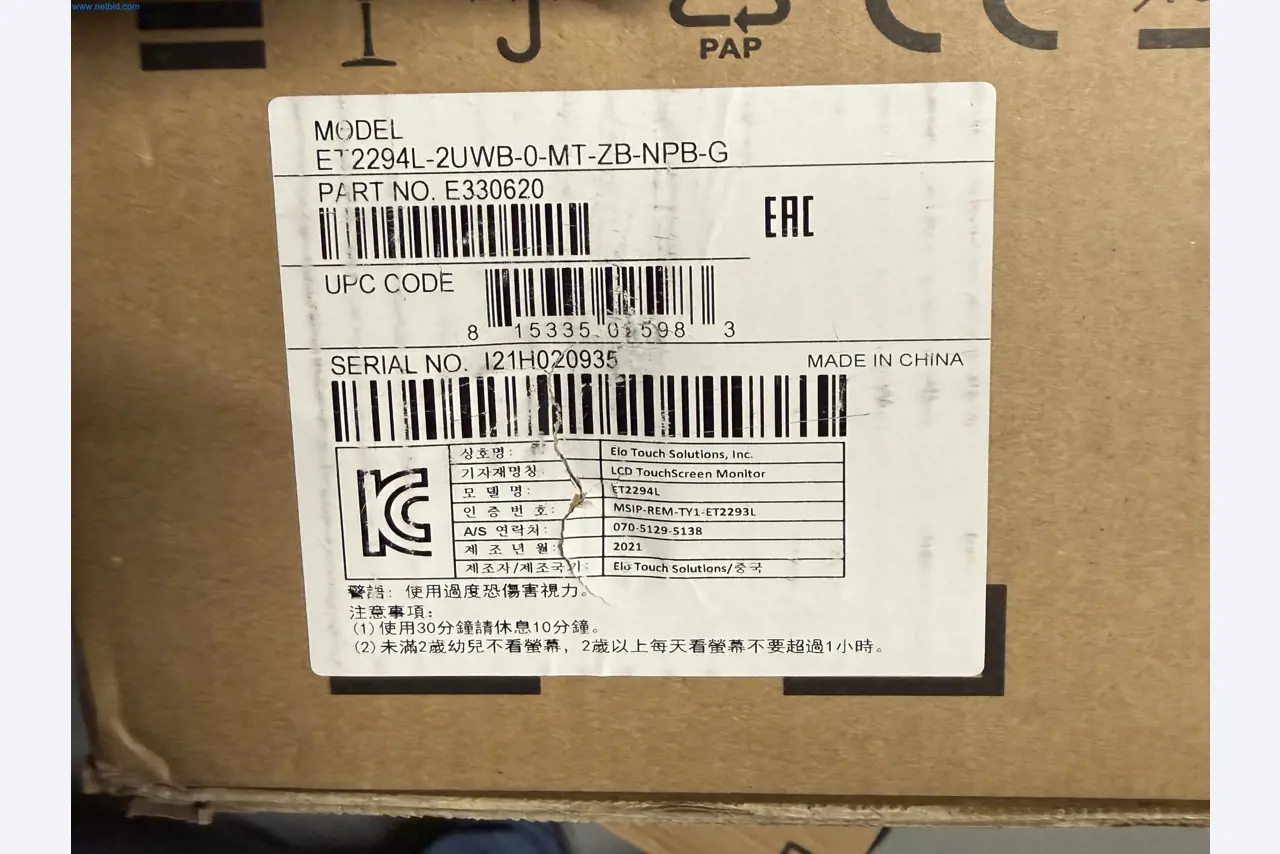 www.netbid.com
PAP
MODEL
ET2294L-2UWB-0-MT-ZB-NPB-G
PART NO. E330620
EAC
UPC CODE
8 15335 598 3
SERIAL NO. I21H020935
MADE IN CHINA
상호명: Elo Touch Solutions, Inc.
기자재명칭: LCD TouchScreen Monitor
모 델 명: ET2294L
인 증 번 호: MSIP-REM-TY1-ET2293L
A/S 연락처: 070-5129-5138
제 조 년 월: 2021
제조자/제조국가: Elo Touch Solutions/중국
警語: 使用過度恐傷害視力。
注意事項:
(1) 使用30分鐘請休息10分鐘。
(2) 未滿2歲幼兒不看螢幕, 2歲以上每天看螢幕不要超過1小時。